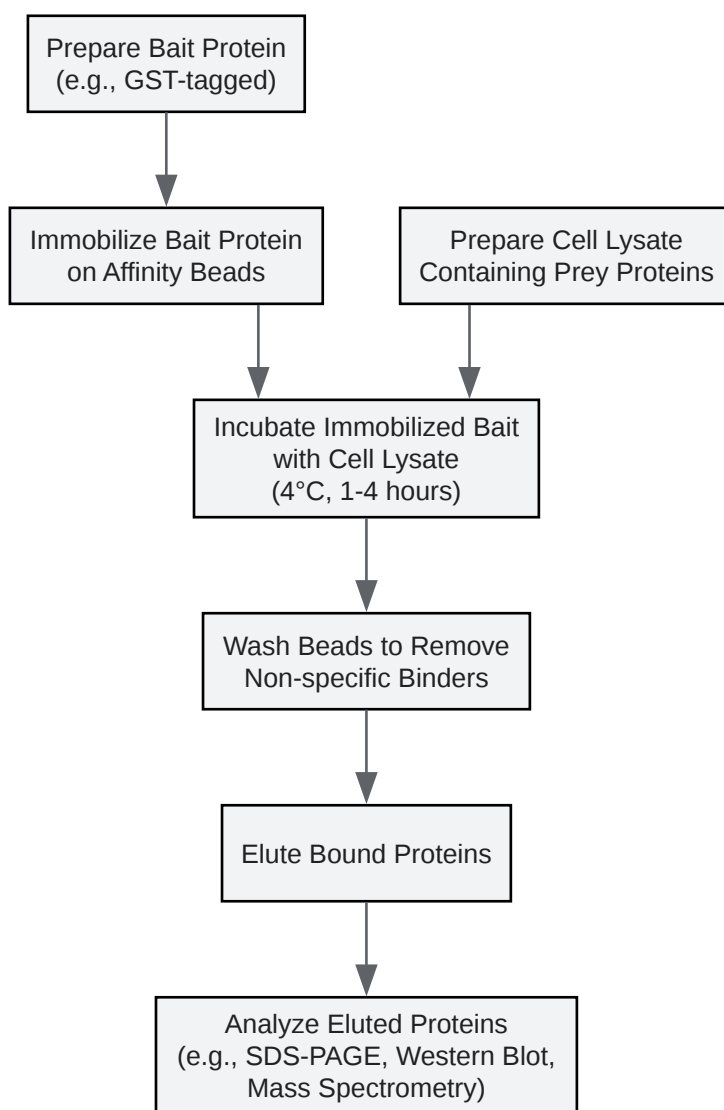 Prepare Bait Protein
(e.g., GST-tagged)
Immobilize Bait Protein
on Affinity Beads
Prepare Cell Lysate
Containing Prey Proteins
Incubate Immobilized Bait
with Cell Lysate
(4°C, 1-4 hours)
Wash Beads to Remove
Non-specific Binders
Elute Bound Proteins
Analyze Eluted Proteins
(e.g., SDS-PAGE, Western Blot,
Mass Spectrometry)